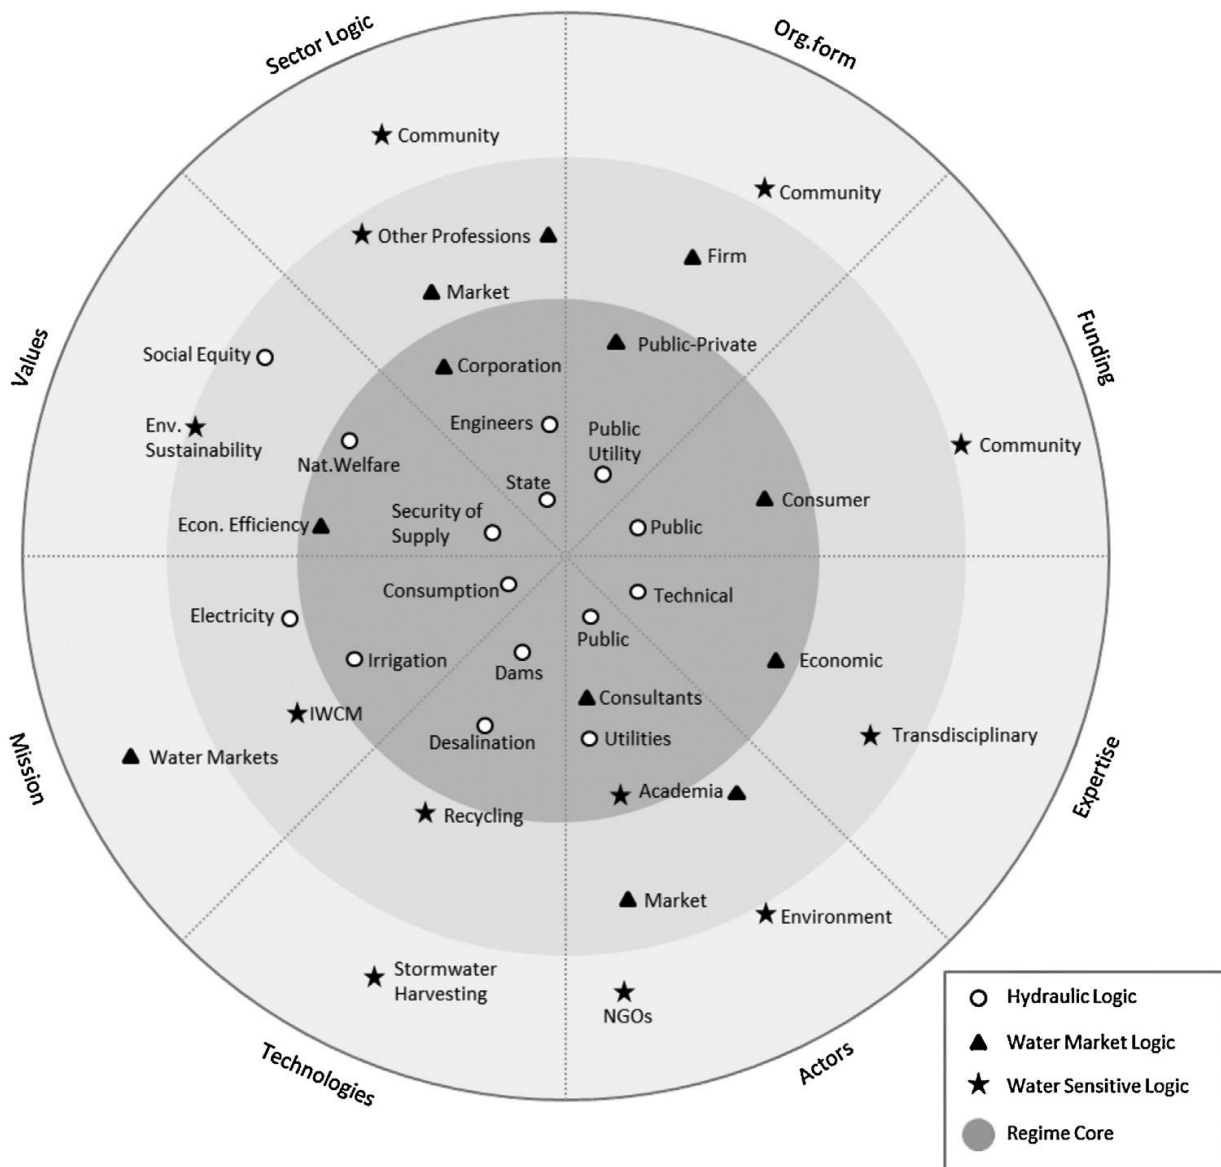 Sector Logic
Org.form
Community
Community
Other Professions
Firm
Market
Funding
Values
Social Equity
Public-Private
Corporation
Env.
Sustainability
Engineers
Public
Utility
Community
Nat.Welfare
State
Consumer
Econ. Efficiency
Security of
Supply
Public
Consumption
Technical
Electricity
Public
Irrigation
Dams
Economic
Consultants
IWCM
Desalination
Utilities
Transdisciplinary
Mission
Water Markets
Academia
Expertise
Recycling
Market
Environment
Stormwater
Harvesting
NGOs
Technologies
Actors
Hydraulic Logic
Water Market Logic
Water Sensitive Logic
Regime Core